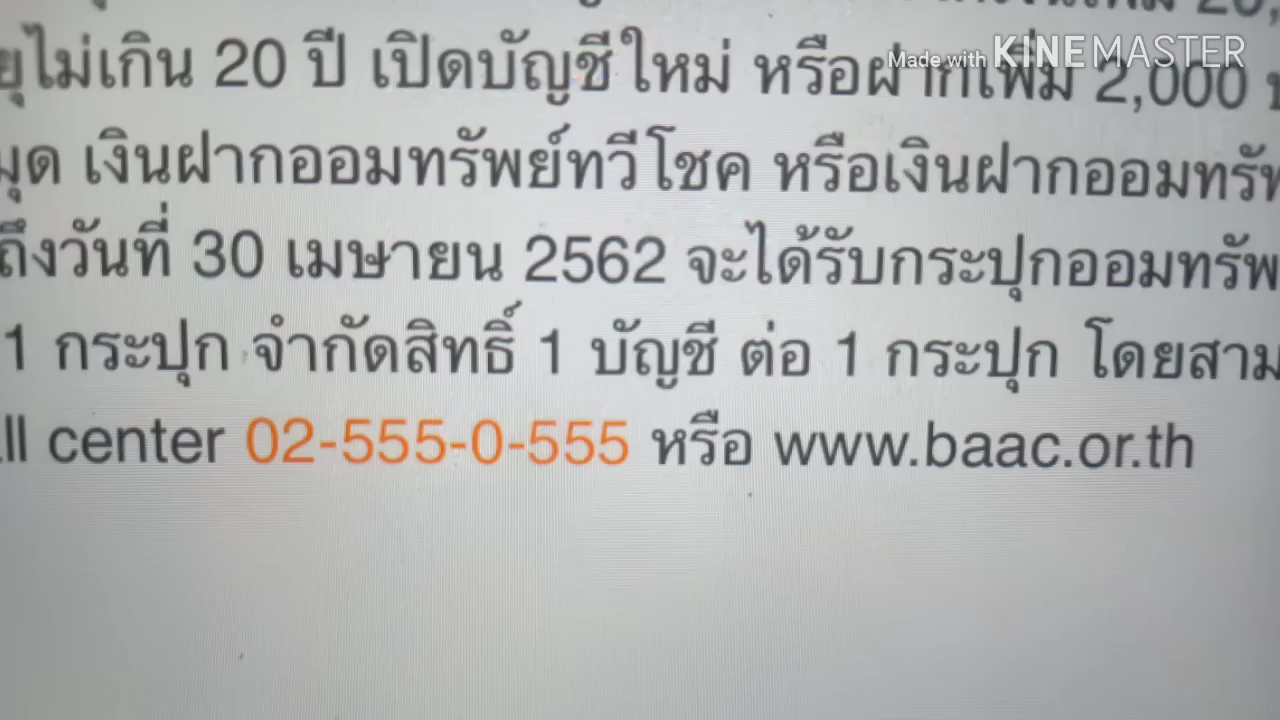 ไม่เกิน 20 ปี เปิดบัญชีใหม่ หรือฝากเพิ่ม 2,000
Made with KINEMASTER
เงินฝากออมทรัพย์ทวีโชค หรือเงินฝากออมทรัพ
ถึงวันที่ 30 เมษายน 2562 จะได้รับกระปุกออมทรัพ
1 กระปุก จำกัดสิทธิ์ 1 บัญชี ต่อ 1 กระปุก โดยสาม
ll center 02-555-0-555 หรือ www.baac.or.th